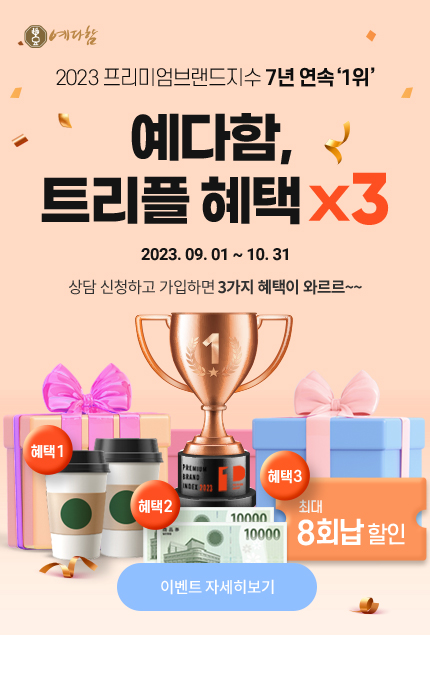 예다함
2023 프리미엄브랜드지수 7년 연속 ‘1위’
예다함,
트리플 혜택 x3
2023. 09. 01 ~ 10. 31
상담 신청하고 가입하면 3가지 혜택이 와르르~~
1
혜택1
PREMIUM
BRAND
INDEX 2023
혜택2
혜택3
10000
10000
최대
8회납 할인
이벤트 자세히보기